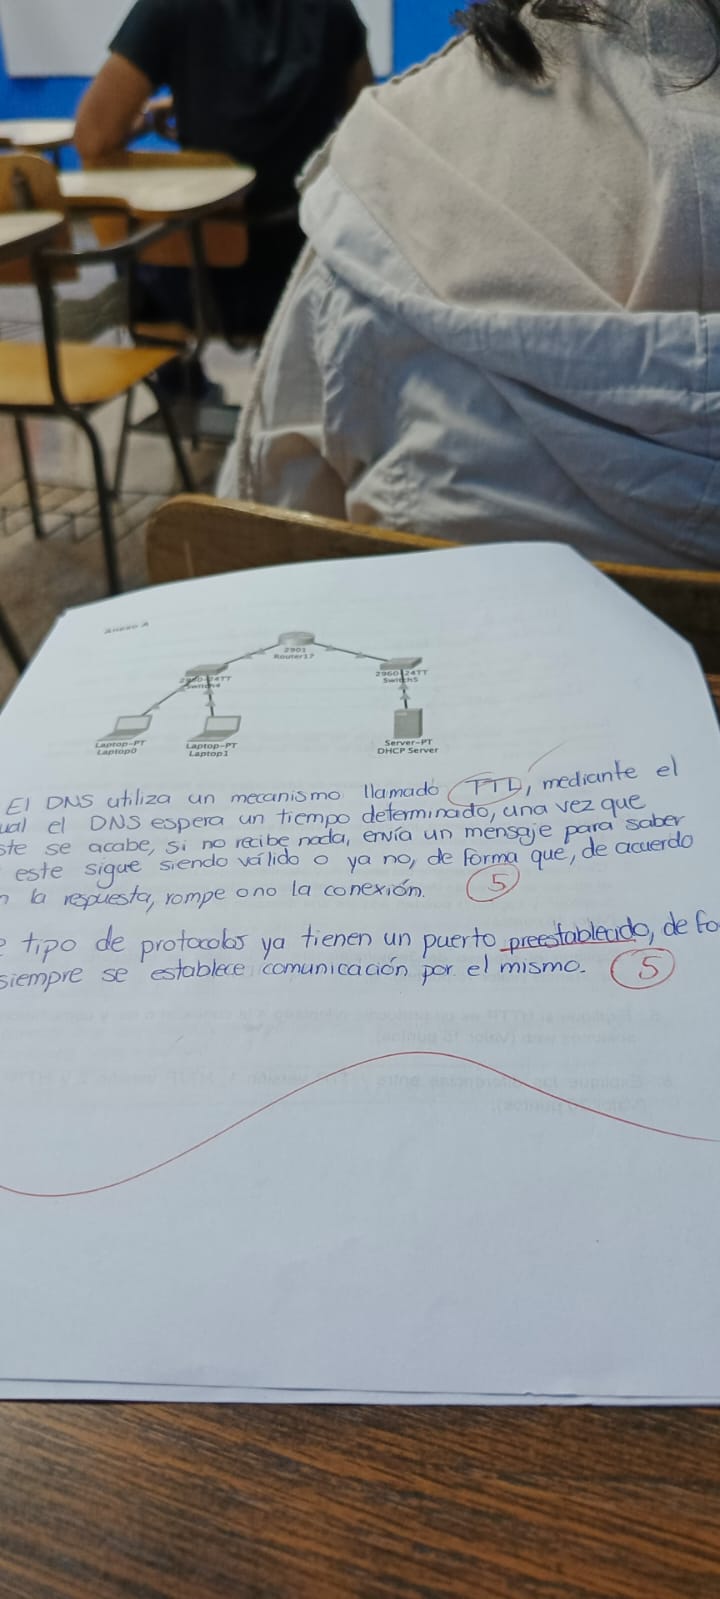 Anexo A
2901
Router17
2960-24TT
Switch4
2960-24TT
Switch5
Laptop-PT
Laptop0
Laptop-PT
Laptop1
Server-PT
DHCP Server
El DNS utiliza un mecanismo llamado TTL, mediante el
ual el DNS espera un tiempo determinado, una vez que
ste se acabe, si no recibe nada, envía un mensaje para saber
este sigue siendo válido o ya no, de forma que, de acuerdo
n la respuesta, rompe o no la conexión. 5
e tipo de protocolos ya tienen un puerto preestablecido, de fo
siempre se establece comunicación por el mismo. 5